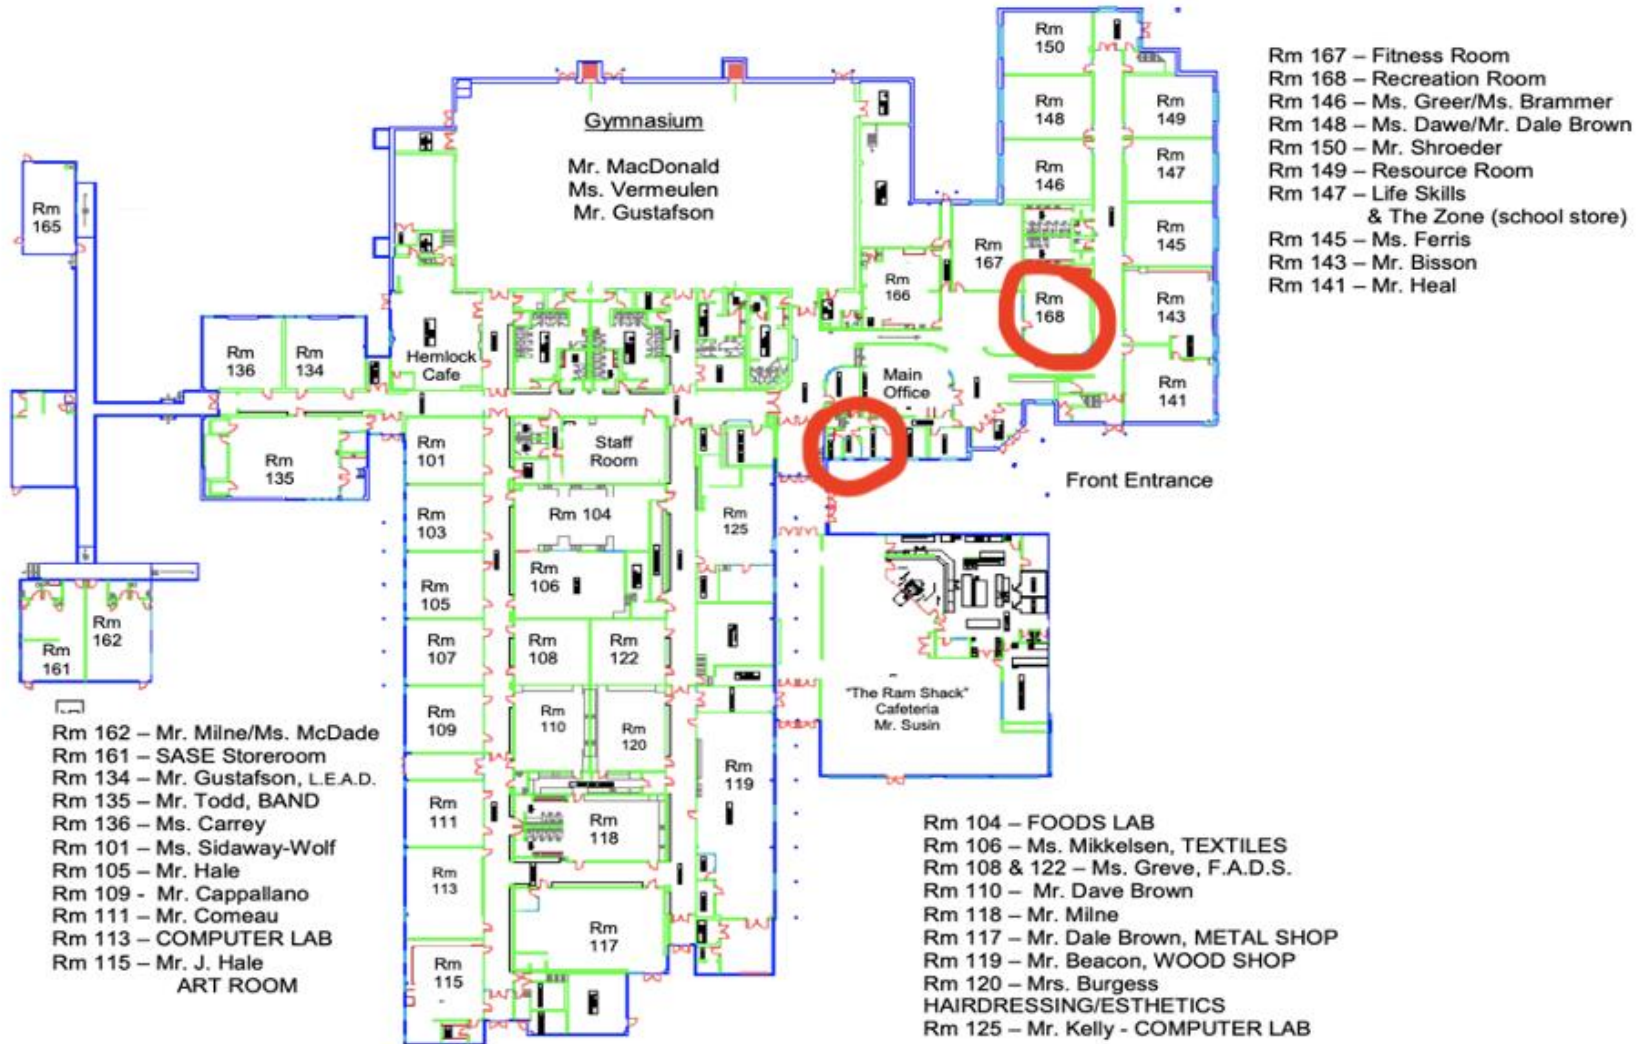 Gymnasium
Mr. MacDonald
Ms. Vermeulen
Mr. Gustafson
Rm
150
Rm
148
Rm
149
Rm
146
Rm
147
Rm
145
Rm
167
Rm
166
Rm
168
Rm
143
Rm
141
Main
Office
Front Entrance
Rm 167 – Fitness Room
Rm 168 – Recreation Room
Rm 146 – Ms. Greer/Ms. Brammer
Rm 148 – Ms. Dawe/Mr. Dale Brown
Rm 150 – Mr. Shroeder
Rm 149 – Resource Room
Rm 147 – Life Skills
& The Zone (school store)
Rm 145 – Ms. Ferris
Rm 143 – Mr. Bisson
Rm 141 – Mr. Heal
Rm
165
Rm
136
Rm
134
Hemlock
Cafe
Rm
135
Rm
101
Staff
Room
Rm
103
Rm 104
Rm
125
Rm
105
Rm
106
Rm
107
Rm
108
Rm
122
Rm
162
Rm
161
Rm
109
Rm
110
Rm
120
Rm
119
"The Ram Shack"
Cafeteria
Mr. Susin
Rm
111
Rm
118
Rm
113
Rm
117
Rm
115
Rm 162 – Mr. Milne/Ms. McDade
Rm 161 – SASE Storeroom
Rm 134 – Mr. Gustafson, L.E.A.D.
Rm 135 – Mr. Todd, BAND
Rm 136 – Ms. Carrey
Rm 101 – Ms. Sidaway-Wolf
Rm 105 – Mr. Hale
Rm 109 - Mr. Cappallano
Rm 111 – Mr. Comeau
Rm 113 – COMPUTER LAB
Rm 115 – Mr. J. Hale
ART ROOM
Rm 104 – FOODS LAB
Rm 106 – Ms. Mikkelsen, TEXTILES
Rm 108 & 122 – Ms. Greve, F.A.D.S.
Rm 110 – Mr. Dave Brown
Rm 118 – Mr. Milne
Rm 117 – Mr. Dale Brown, METAL SHOP
Rm 119 – Mr. Beacon, WOOD SHOP
Rm 120 – Mrs. Burgess
HAIRDRESSING/ESTHETICS
Rm 125 – Mr. Kelly - COMPUTER LAB